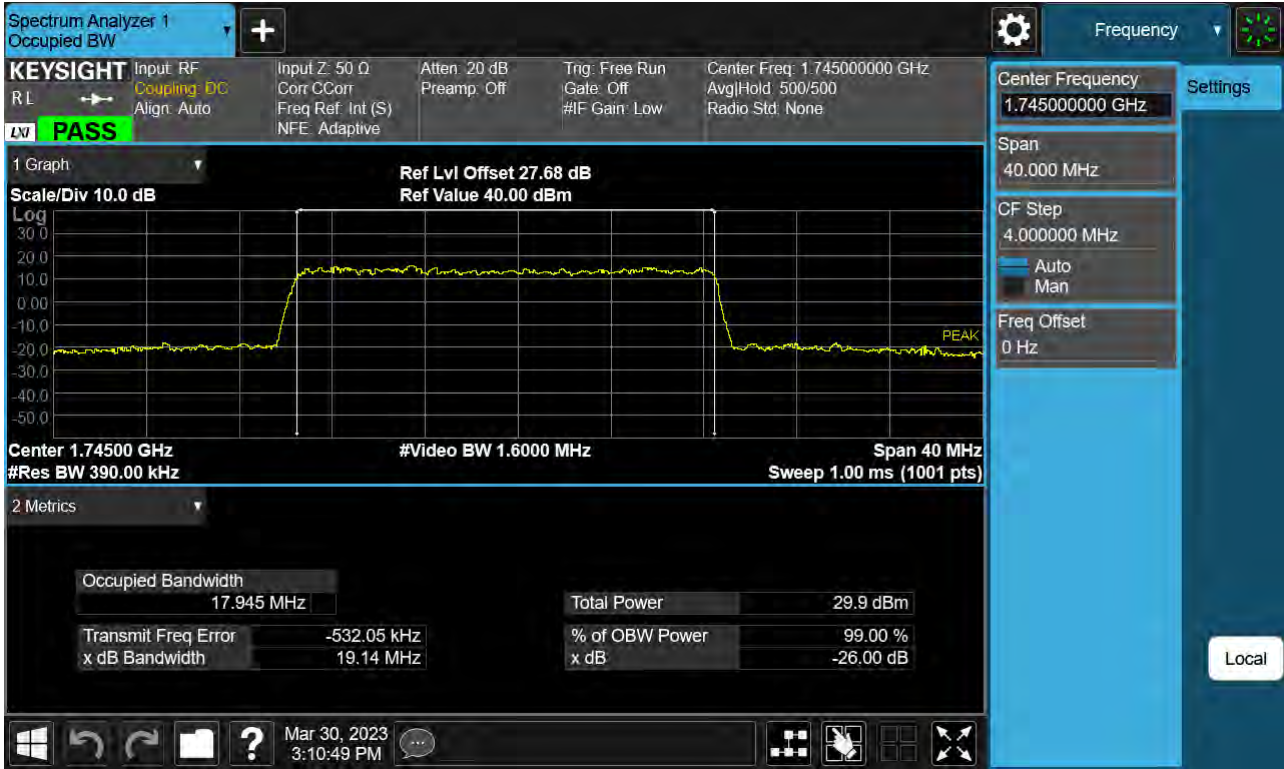 Spectrum Analyzer 1
Occupied BW
+
Frequency
KEYSIGHT
RL
LXI PASS
Input: RF
Coupling: DC
Align: Auto
Input Z: 50 Ω
Corr CCorr
Freq Ref: Int (S)
NFE: Adaptive
Atten: 20 dB
Preamp: Off
Trig: Free Run
Gate: Off
#IF Gain: Low
Center Freq: 1.745000000 GHz
Avg|Hold: 500/500
Radio Std: None
Center Frequency
1.745000000 GHz
Settings
Span
40.000 MHz
CF Step
4.000000 MHz
Auto
Man
Freq Offset
0 Hz
Local
1 Graph
Scale/Div 10.0 dB
Ref Lvl Offset 27.68 dB
Ref Value 40.00 dBm
Log
30.0
20.0
10.0
0.00
-10.0
-20.0
-30.0
-40.0
-50.0
PEAK
Center 1.74500 GHz
#Video BW 1.6000 MHz
Span 40 MHz
#Res BW 390.00 kHz
Sweep 1.00 ms (1001 pts)
2 Metrics
Occupied Bandwidth
17.945 MHz
Total Power 29.9 dBm
Transmit Freq Error -532.05 kHz
% of OBW Power 99.00 %
x dB Bandwidth 19.14 MHz
x dB -26.00 dB
?
Mar 30, 2023
3:10:49 PM